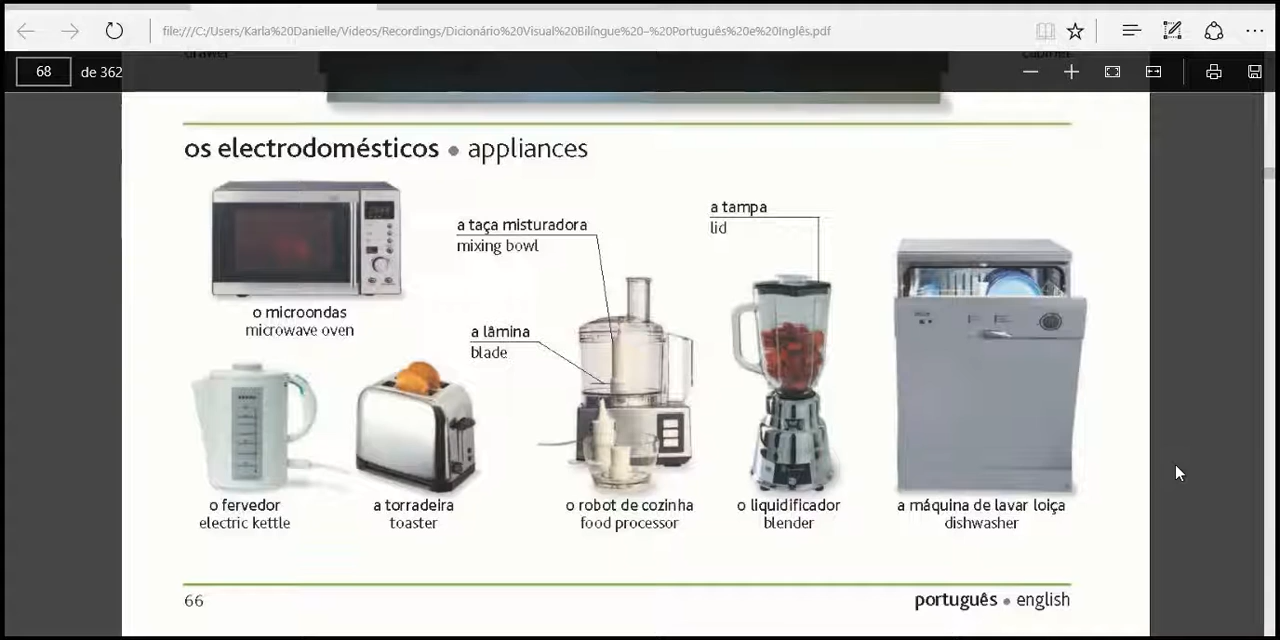 file:///C:/Users/Karla%20Danielle/Videos/Recordings/Dicionário%20Visual%20Bilíngue%20-%20Português%20e%20Inglês.pdf
68 de 362
os electrodomésticos • appliances
o microondas
microwave oven
a taça misturadora
mixing bowl
a tampa
lid
a lâmina
blade
o fervedor
electric kettle
a torradeira
toaster
o robot de cozinha
food processor
o liquidificador
blender
a máquina de lavar loiça
dishwasher
66
português • english